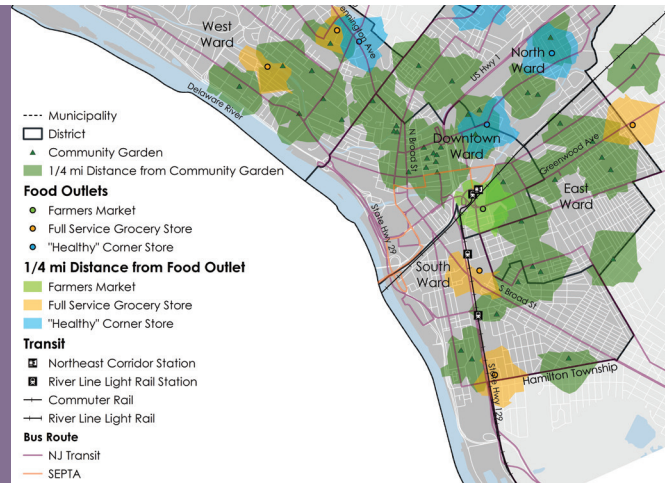 West
Ward
ennington Ave
North
Ward
US Hwy 1
Delaware River
N Broad St
Downtown
Ward
Greenwood Ave
East
Ward
State Hwy 29
South
Ward
S Broad St
State Hwy 129
Hamilton Township
Municipality
District
Community Garden
1/4 mi Distance from Community Garden
Food Outlets
Farmers Market
Full Service Grocery Store
"Healthy" Corner Store
1/4 mi Distance from Food Outlet
Farmers Market
Full Service Grocery Store
"Healthy" Corner Store
Transit
Northeast Corridor Station
River Line Light Rail Station
Commuter Rail
River Line Light Rail
Bus Route
NJ Transit
SEPTA